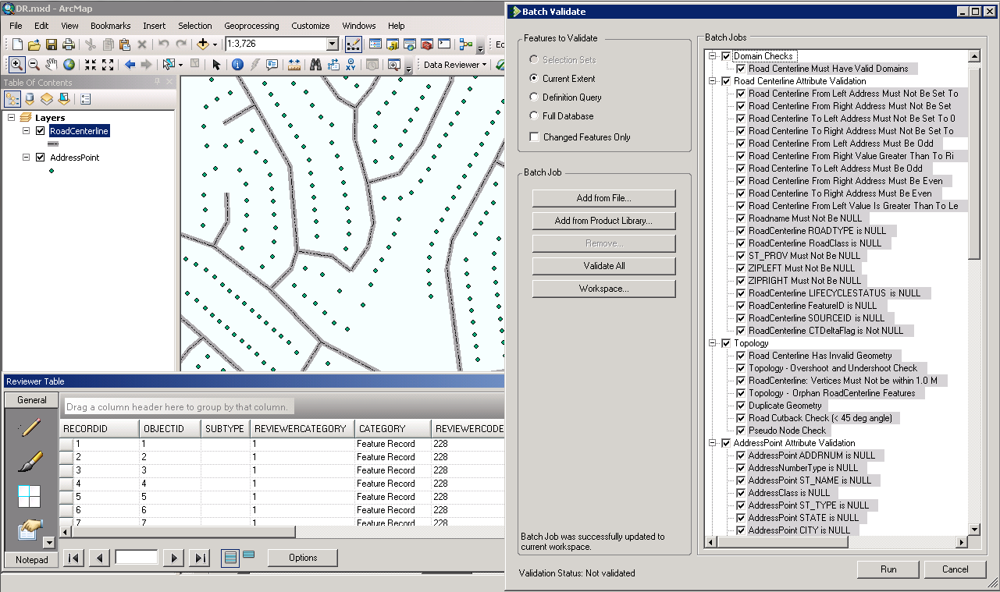 DR.mxd - ArcMap
File Edit View Bookmarks Insert Selection Geoprocessing Customize Windows Help
1:3,726
Data Reviewer
Table Of Contents
Layers
RoadCenterline
AddressPoint
Reviewer Table
General
Notepad
Drag a column header here to group by that column.
RECORDID OBJECTID SUBTYPE REVIEWERCATEGORY CATEGORY REVIEWERCODE
1 1 1 Feature Record 228
2 2 1 Feature Record 228
3 3 1 Feature Record 228
4 4 1 Feature Record 228
5 5 1 Feature Record 228
6 6 1 Feature Record 228
7 7 1 Feature Record 228
Options
Batch Validate
Features to Validate
Selection Sets
Current Extent
Definition Query
Full Database
Changed Features Only
Batch Job
Add from File...
Add from Product Library...
Remove...
Validate All
Workspace...
Batch Job was successfully updated to
current workspace.
Validation Status: Not validated
Batch Jobs
Domain Checks
Road Centerline Must Have Valid Domains
Road Centerline Attribute Validation
Road Centerline From Left Address Must Not Be Set To
Road Centerline From Right Address Must Not Be Set
Road Centerline To Left Address Must Not Be Set To 0
Road Centerline To Right Address Must Not Be Set To
Road Centerline From Left Address Must Be Odd
Road Centerline From Right Value Greater Than To Ri
Road Centerline To Left Address Must Be Odd
Road Centerline From Right Address Must Be Even
Road Centerline To Right Address Must Be Even
Road Centerline From Left Value Is Greater Than To Le
Roadname Must Not Be NULL
RoadCenterline ROADTYPE is NULL
RoadCenterline RoadClass is NULL
ST_PROV Must Not Be NULL
ZIPLEFT Must Not Be NULL
ZIPRIGHT Must Not Be NULL
RoadCenterline LIFECYCLESTATUS is NULL
RoadCenterline FeatureID is NULL
RoadCenterline SOURCEID is NULL
RoadCenterline CTDeltaFlag is Not NULL
Topology
Road Centerline Has Invalid Geometry
Topology - Overshoot and Undershoot Check
RoadCenterline: Vertices Must Not be within 1.0 M
Topology - Orphan RoadCenterline Features
Duplicate Geometry
Road Cutback Check (< 45 deg angle)
Pseudo Node Check
AddressPoint Attribute Validation
AddressPoint ADDRNUM is NULL
AddressNumberType is NULL
AddressPoint ST_NAME is NULL
AddressClass is NULL
AddressPoint ST_TYPE is NULL
AddressPoint STATE is NULL
AddressPoint CITY is NULL
Run
Cancel